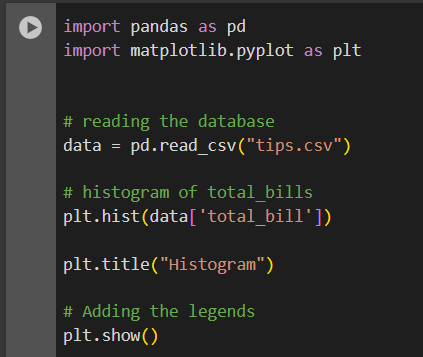 import pandas as pd
import matplotlib.pyplot as plt
# reading the database
data = pd.read_csv("tips.csv")
# histogram of total_bills
plt.hist(data['total_bill'])
plt.title("Histogram")
# Adding the legends
plt.show()